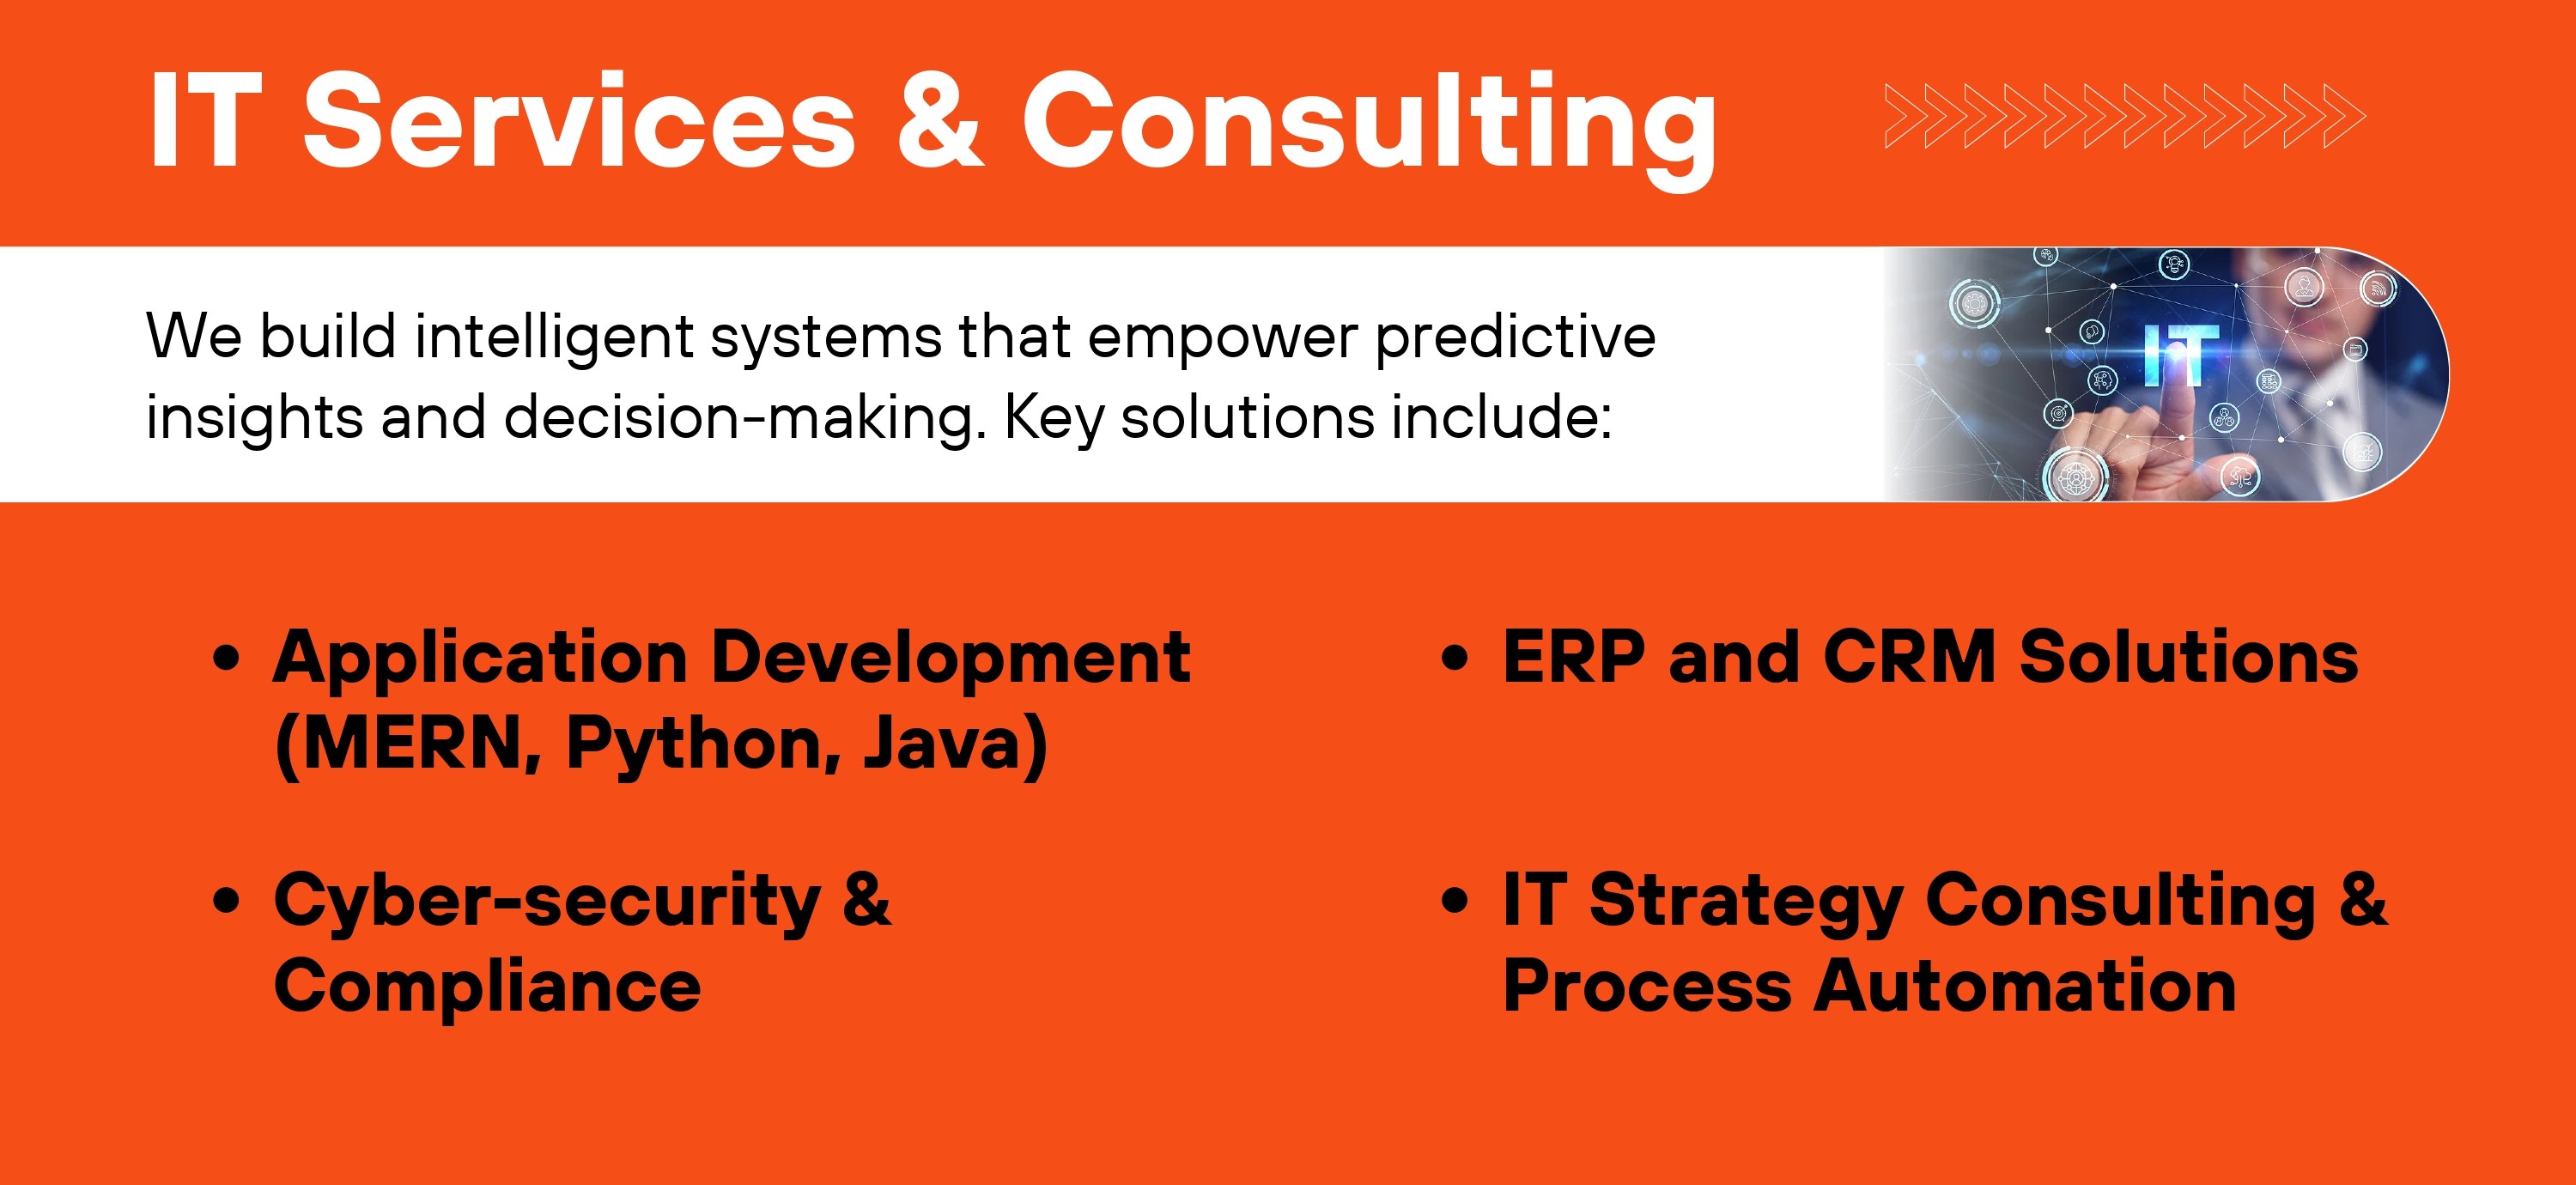 IT Services & Consulting
We build intelligent systems that empower predictive
insights and decision-making. Key solutions include:
IT
• Application Development
(MERN, Python, Java)
• Cyber-security &
Compliance
• ERP and CRM Solutions
• IT Strategy Consulting &
Process Automation